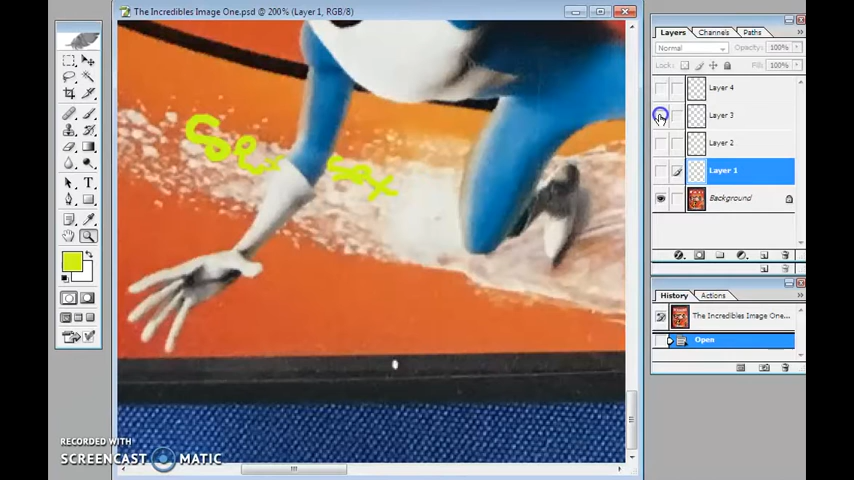 The Incredibles Image One.psd @ 200% (Layer 1, RGB/8)
Layers Channels Paths
Normal Opacity: 100%
Lock: Fill: 100%
Layer 4
Layer 3
Layer 2
Layer 1
Background
sex sex
History Actions
The Incredibles Image One...
Open
RECORDED WITH
SCREENCAST MATIC